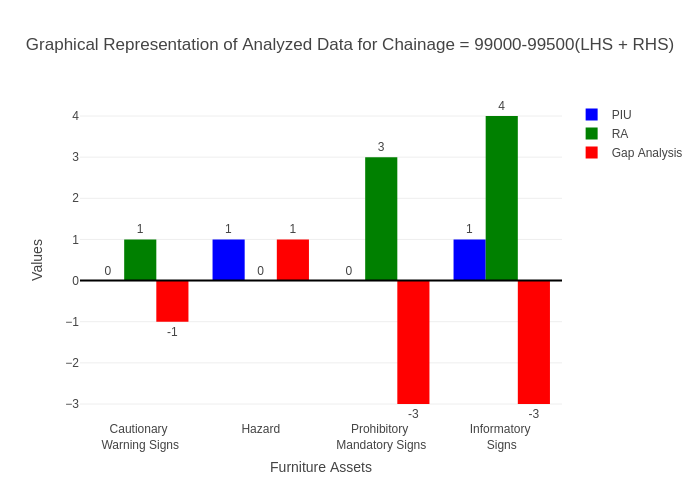 Graphical Representation of Analyzed Data for Chainage = 99000-99500(LHS + RHS)
PIU
RA
Gap Analysis
Values
4
3
2
1
0
−1
−2
−3
0
1
-1
1
0
1
0
3
-3
1
4
-3
Cautionary
Warning Signs
Hazard
Prohibitory
Mandatory Signs
Informatory
Signs
Furniture Assets